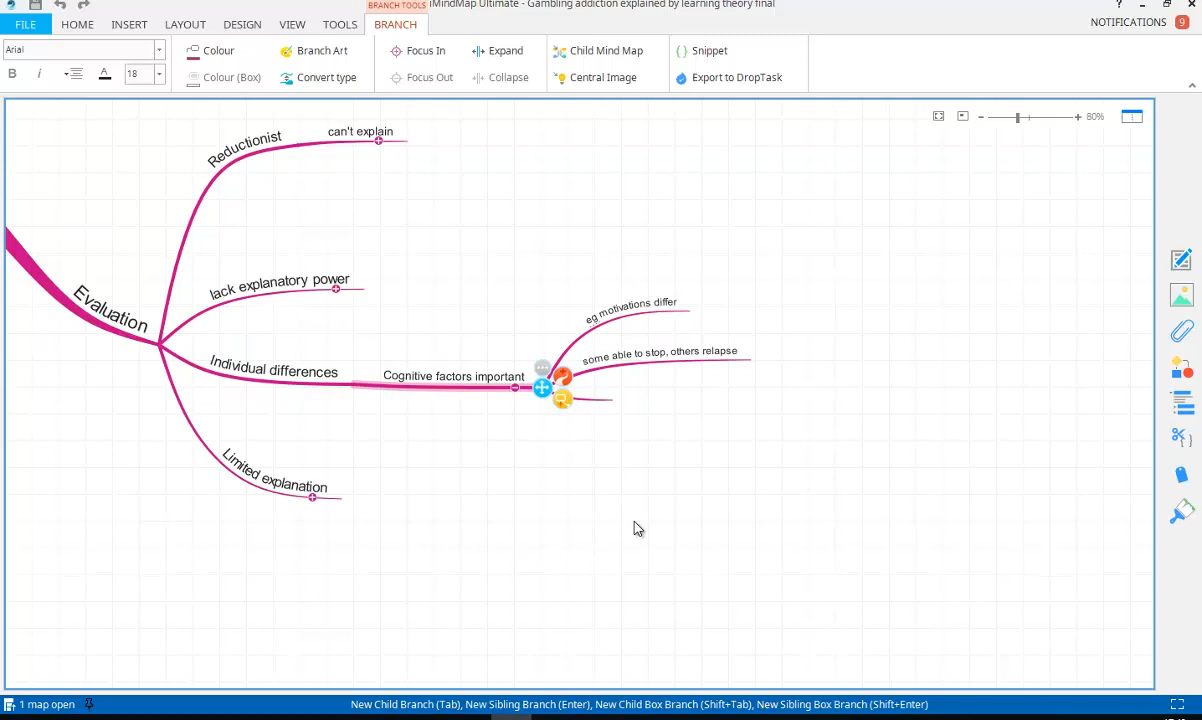 BRANCH TOOLS
iMindMap Ultimate - Gambling addiction explained by learning theory final
FILE
HOME
INSERT
LAYOUT
DESIGN
VIEW
TOOLS
BRANCH
NOTIFICATIONS 9
Arial
Colour
Branch Art
Focus In
Expand
Child Mind Map
Snippet
B i A 18
Colour (Box)
Convert type
Focus Out
Collapse
Central Image
Export to DropTask
80%
Reductionist
can't explain
Evaluation
lack explanatory power
Individual differences
Cognitive factors important
eg motivations differ
some able to stop, others relapse
Limited explanation
1 map open
New Child Branch (Tab), New Sibling Branch (Enter), New Child Box Branch (Shift+Tab), New Sibling Box Branch (Shift+Enter)